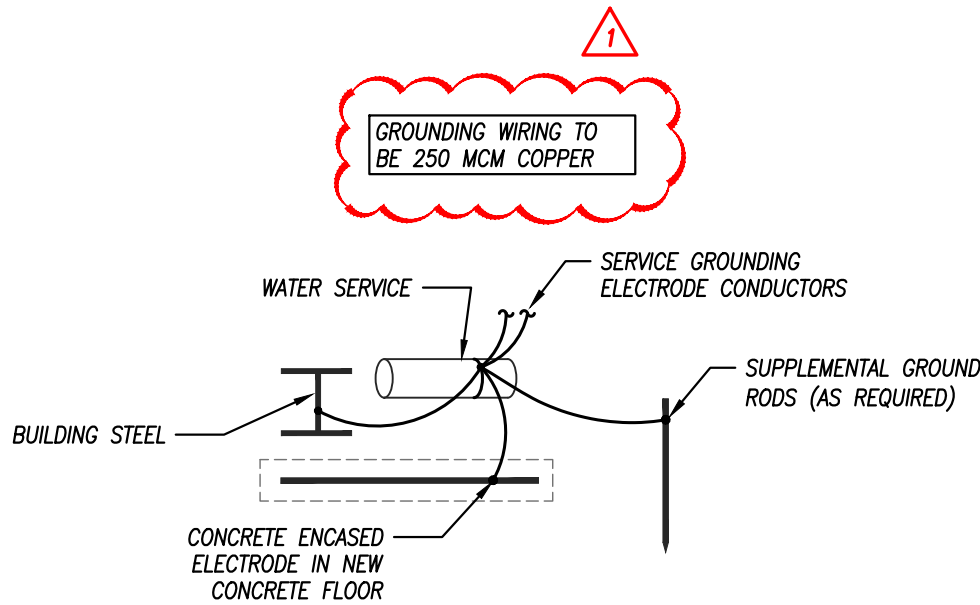 1
GROUNDING WIRING TO
BE 250 MCM COPPER
SERVICE GROUNDING
ELECTRODE CONDUCTORS
WATER SERVICE
SUPPLEMENTAL GROUND
RODS (AS REQUIRED)
BUILDING STEEL
CONCRETE ENCASED
ELECTRODE IN NEW
CONCRETE FLOOR